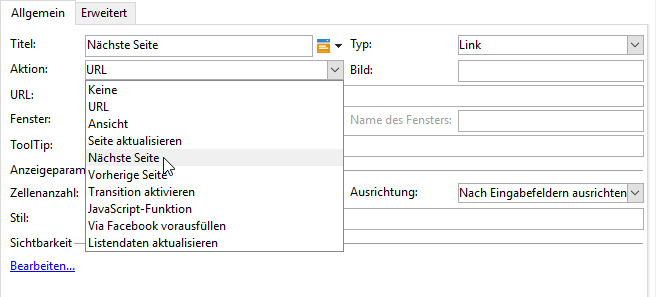 Allgemein Erweitert
Titel: Nächste Seite Typ: Link
Aktion: URL Bild:
Keine
URL: URL
Ansicht
Fenster: Name des Fensters:
Seite aktualisieren
ToolTip:
Nächste Seite
Anzeigeparam
Vorherige Seite
Zellenanzahl: Transition aktivieren Ausrichtung: Nach Eingabefeldern ausrichten
JavaScript-Funktion
Stil:
Via Facebook vorausfüllen
Sichtbarkeit Listendaten aktualisieren
Bearbeiten...